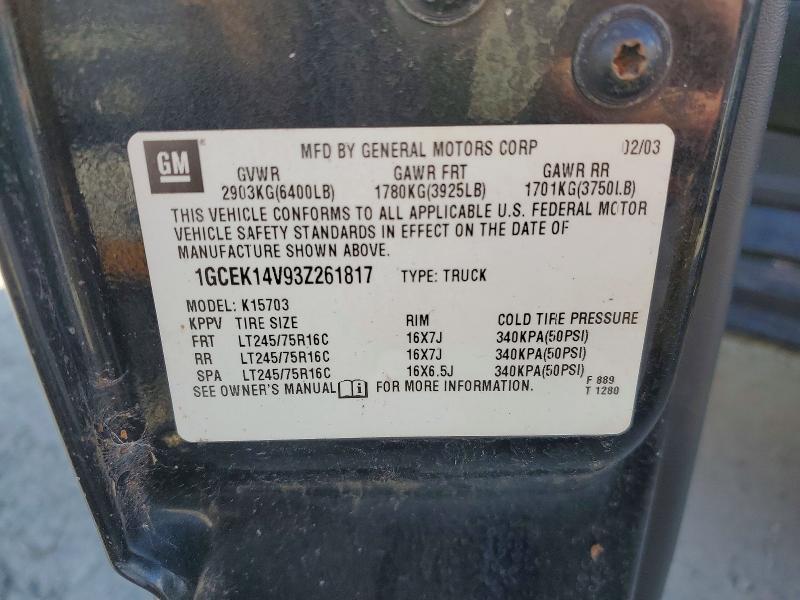 GM
MFD BY GENERAL MOTORS CORP 02/03
GVWR GAWR FRT GAWR RR
2903KG(6400LB) 1780KG(3925LB) 1701KG(3750LB)
THIS VEHICLE CONFORMS TO ALL APPLICABLE U.S. FEDERAL MOTOR
VEHICLE SAFETY STANDARDS IN EFFECT ON THE DATE OF
MANUFACTURE SHOWN ABOVE.
1GCEK14V93Z261817 TYPE: TRUCK
MODEL: K15703
KPPV TIRE SIZE RIM COLD TIRE PRESSURE
FRT LT245/75R16C 16X7J 340KPA(50PSI)
RR LT245/75R16C 16X7J 340KPA(50PSI)
SPA LT245/75R16C 16X6.5J 340KPA(50PSI)
SEE OWNER'S MANUAL i FOR MORE INFORMATION.
F 889
T 1280